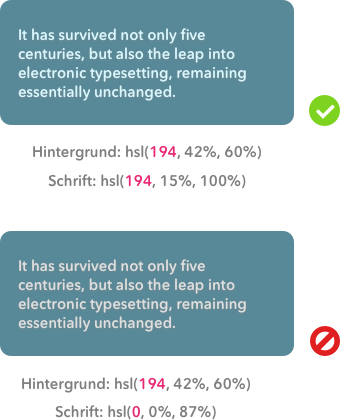 It has survived not only five
centuries, but also the leap into
electronic typesetting, remaining
essentially unchanged.
Hintergrund: hsl(194, 42%, 60%)
Schrift: hsl(194, 15%, 100%)
It has survived not only five
centuries, but also the leap into
electronic typesetting, remaining
essentially unchanged.
Hintergrund: hsl(194, 42%, 60%)
Schrift: hsl(0, 0%, 87%)